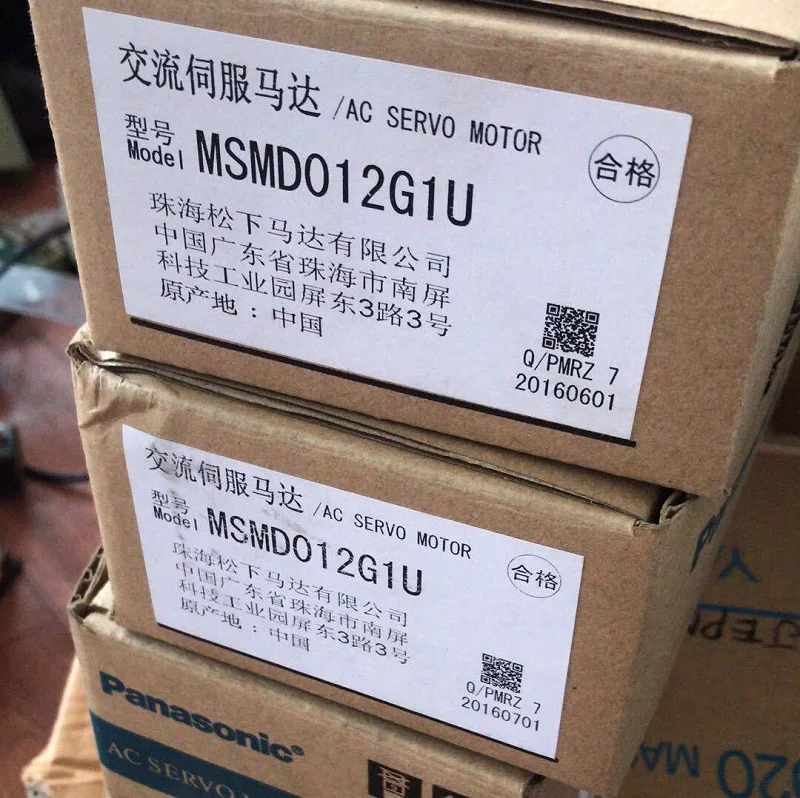 交流伺服马达 /AC SERVO MOTOR
型号
Model MSMD012G1U
合格
珠海松下马达有限公司
中国广东省珠海市南屏
科技工业园屏东3路3号
原产地：中国
Q/PMRZ 7
20160601
交流伺服马达 /AC SERVO MOTOR
型号
Model MSMD012G1U
合格
珠海松下马达有限公司
中国广东省珠海市南屏
科技工业园屏东3路3号
原产地：中国
Q/PMRZ 7
20160701
Panasonic®
AC SERVO